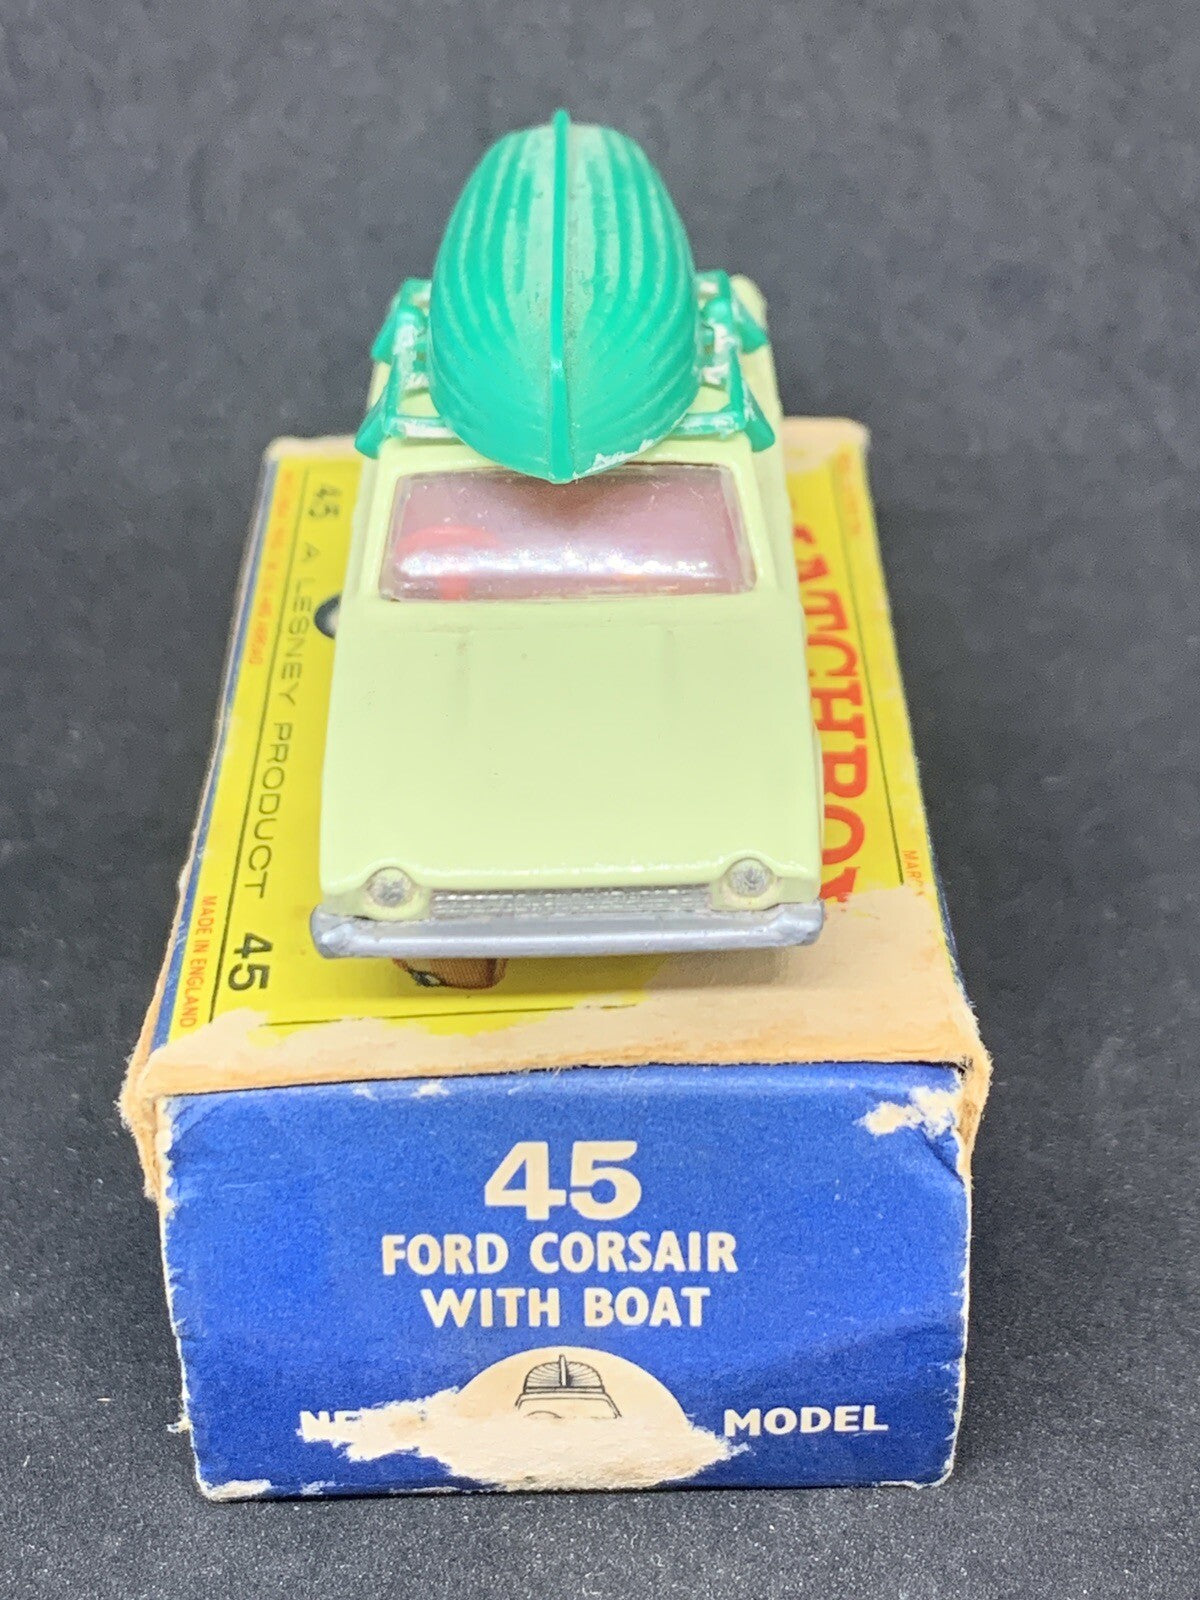 45 A LESNEY PRODUCT 45
MADE IN ENGLAND
45
FORD CORSAIR
WITH BOAT
MODEL